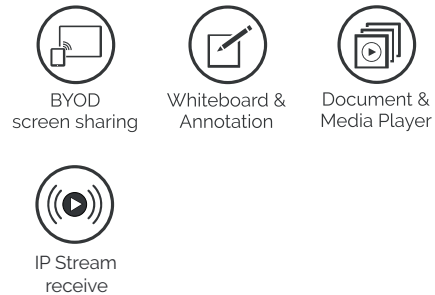 BYOD
screen sharing
Whiteboard &
Annotation
Document &
Media Player
IP Stream
receive